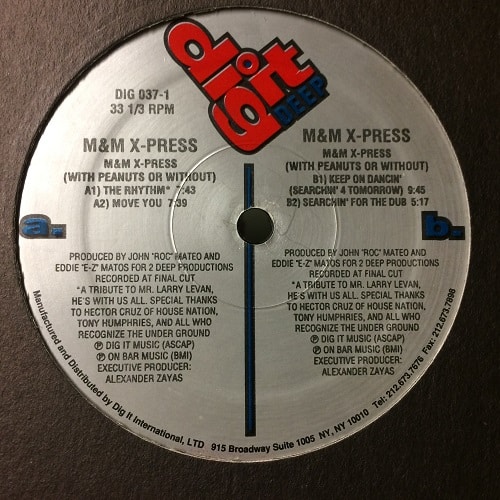 dig it
DEEP
DIG 037-1
33 1/3 RPM
M&M X-PRESS
M&M X-PRESS
(WITH PEANUTS OR WITHOUT)
A1) THE RHYTHM* 7:43
A2) MOVE YOU 7:39
a.
PRODUCED BY JOHN "ROC" MATEO AND
EDDIE "E-Z" MATOS FOR 2 DEEP PRODUCTIONS
RECORDED AT FINAL CUT
*A TRIBUTE TO MR. LARRY LEVAN,
HE'S WITH US ALL. SPECIAL THANKS
TO HECTOR CRUZ OF HOUSE NATION,
TONY HUMPHRIES, AND ALL WHO
RECOGNIZE THE UNDER GROUND
℗ DIG IT MUSIC (ASCAP)
℗ ON BAR MUSIC (BMI)
EXECUTIVE PRODUCER:
ALEXANDER ZAYAS
M&M X-PRESS
M&M X-PRESS
(WITH PEANUTS OR WITHOUT)
B1) KEEP ON DANCIN'
(SEARCHIN' 4 TOMORROW) 9:45
B2) SEARCHIN' FOR THE DUB 5:17
b.
PRODUCED BY JOHN "ROC" MATEO AND
EDDIE "E-Z" MATOS FOR 2 DEEP PRODUCTIONS
RECORDED AT FINAL CUT
*A TRIBUTE TO MR. LARRY LEVAN,
HE'S WITH US ALL. SPECIAL THANKS
TO HECTOR CRUZ OF HOUSE NATION,
TONY HUMPHRIES, AND ALL WHO
RECOGNIZE THE UNDER GROUND
℗ DIG IT MUSIC (ASCAP)
℗ ON BAR MUSIC (BMI)
EXECUTIVE PRODUCER:
ALEXANDER ZAYAS
Manufactured and Distributed by Dig It International, LTD 915 Broadway Suite 1005 NY, NY 10010 Tel: 212.673.7676 Fax: 212.673.7898